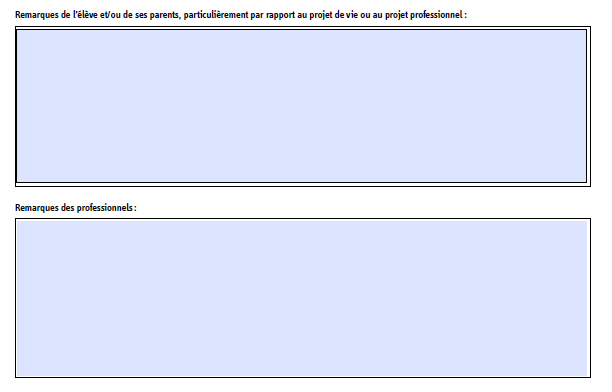 Remarques de l'élève et/ou de ses parents, particulièrement par rapport au projet de vie ou au projet professionnel :
Remarques des professionnels :